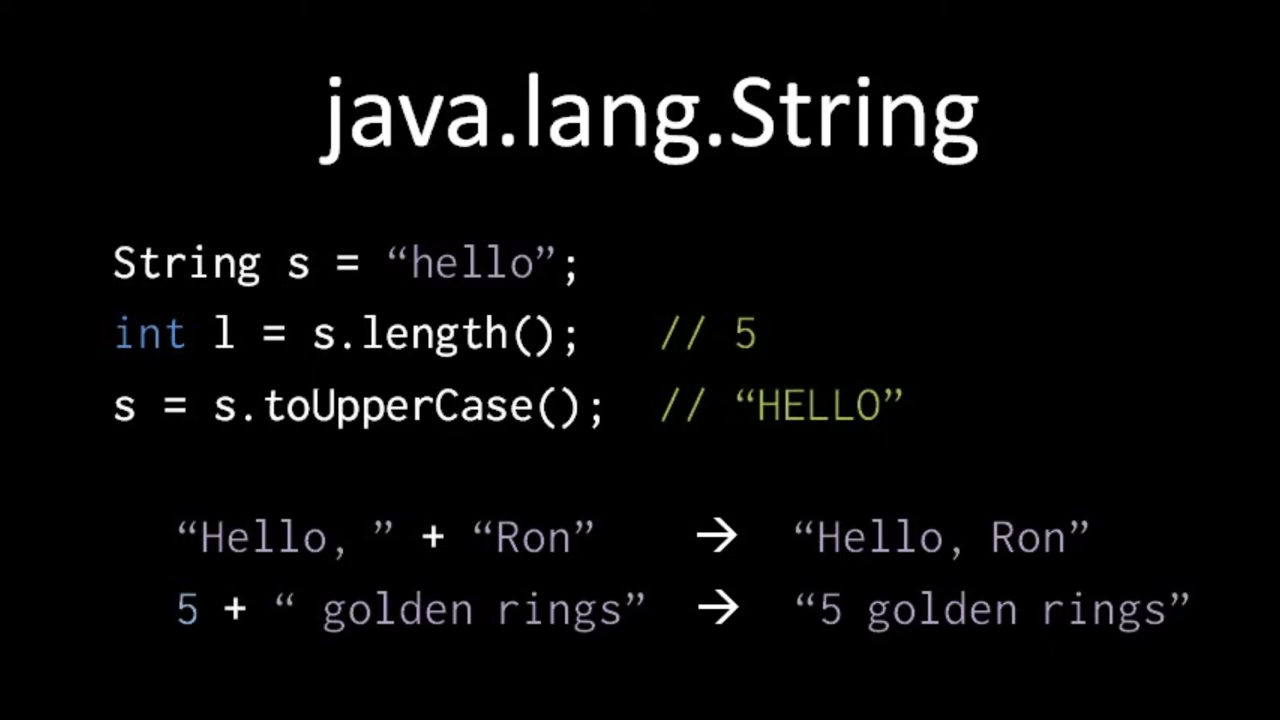 java.lang.String
String s = “hello”;
int l = s.length(); // 5
s = s.toUpperCase(); // “HELLO”
“Hello, ” + “Ron” → “Hello, Ron”
5 + “ golden rings” → “5 golden rings”